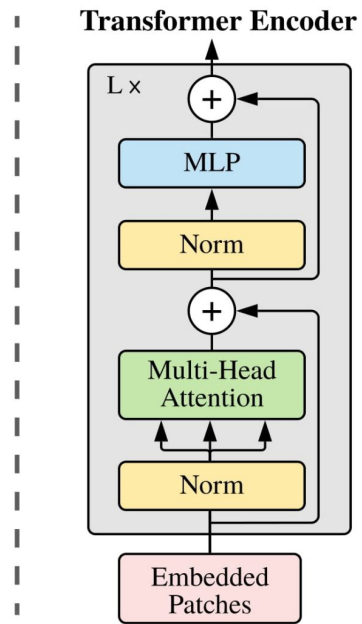 Transformer Encoder
L ×
+
MLP
Norm
+
Multi-Head
Attention
Norm
Embedded
Patches